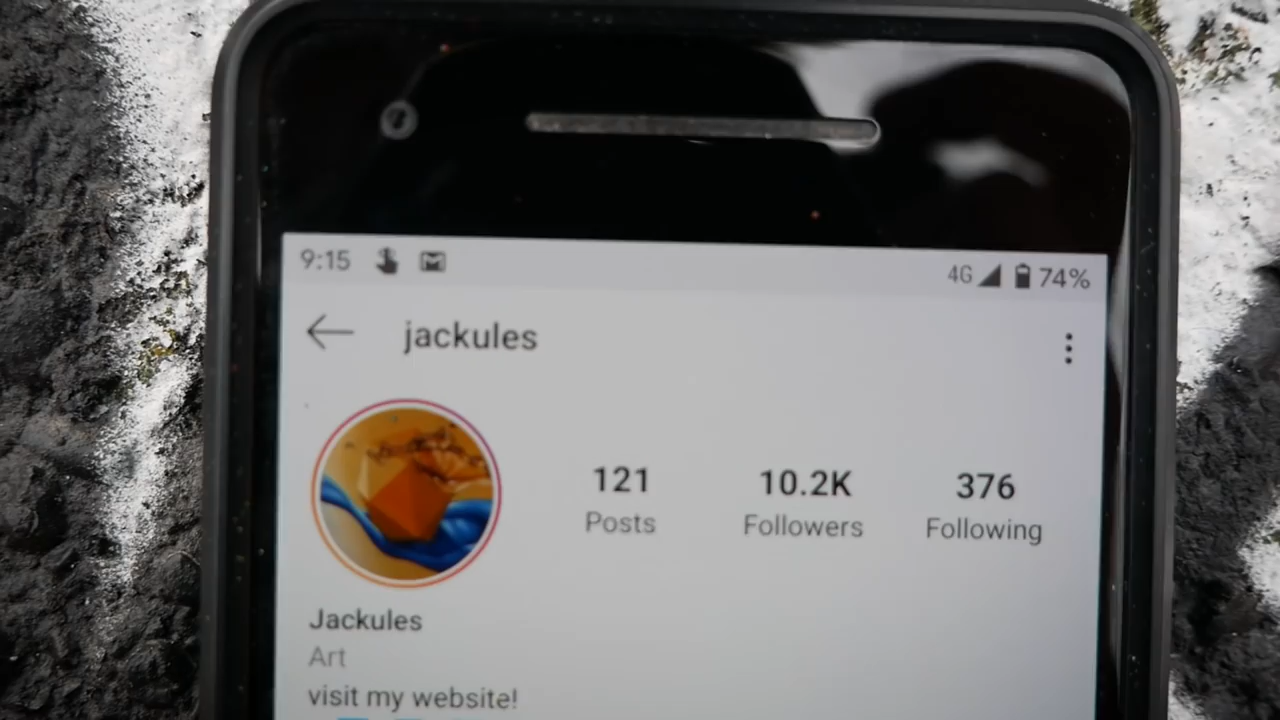 9:15 4G 74%
jackules
121 10.2K 376
Posts Followers Following
Jackules
Art
visit my website!